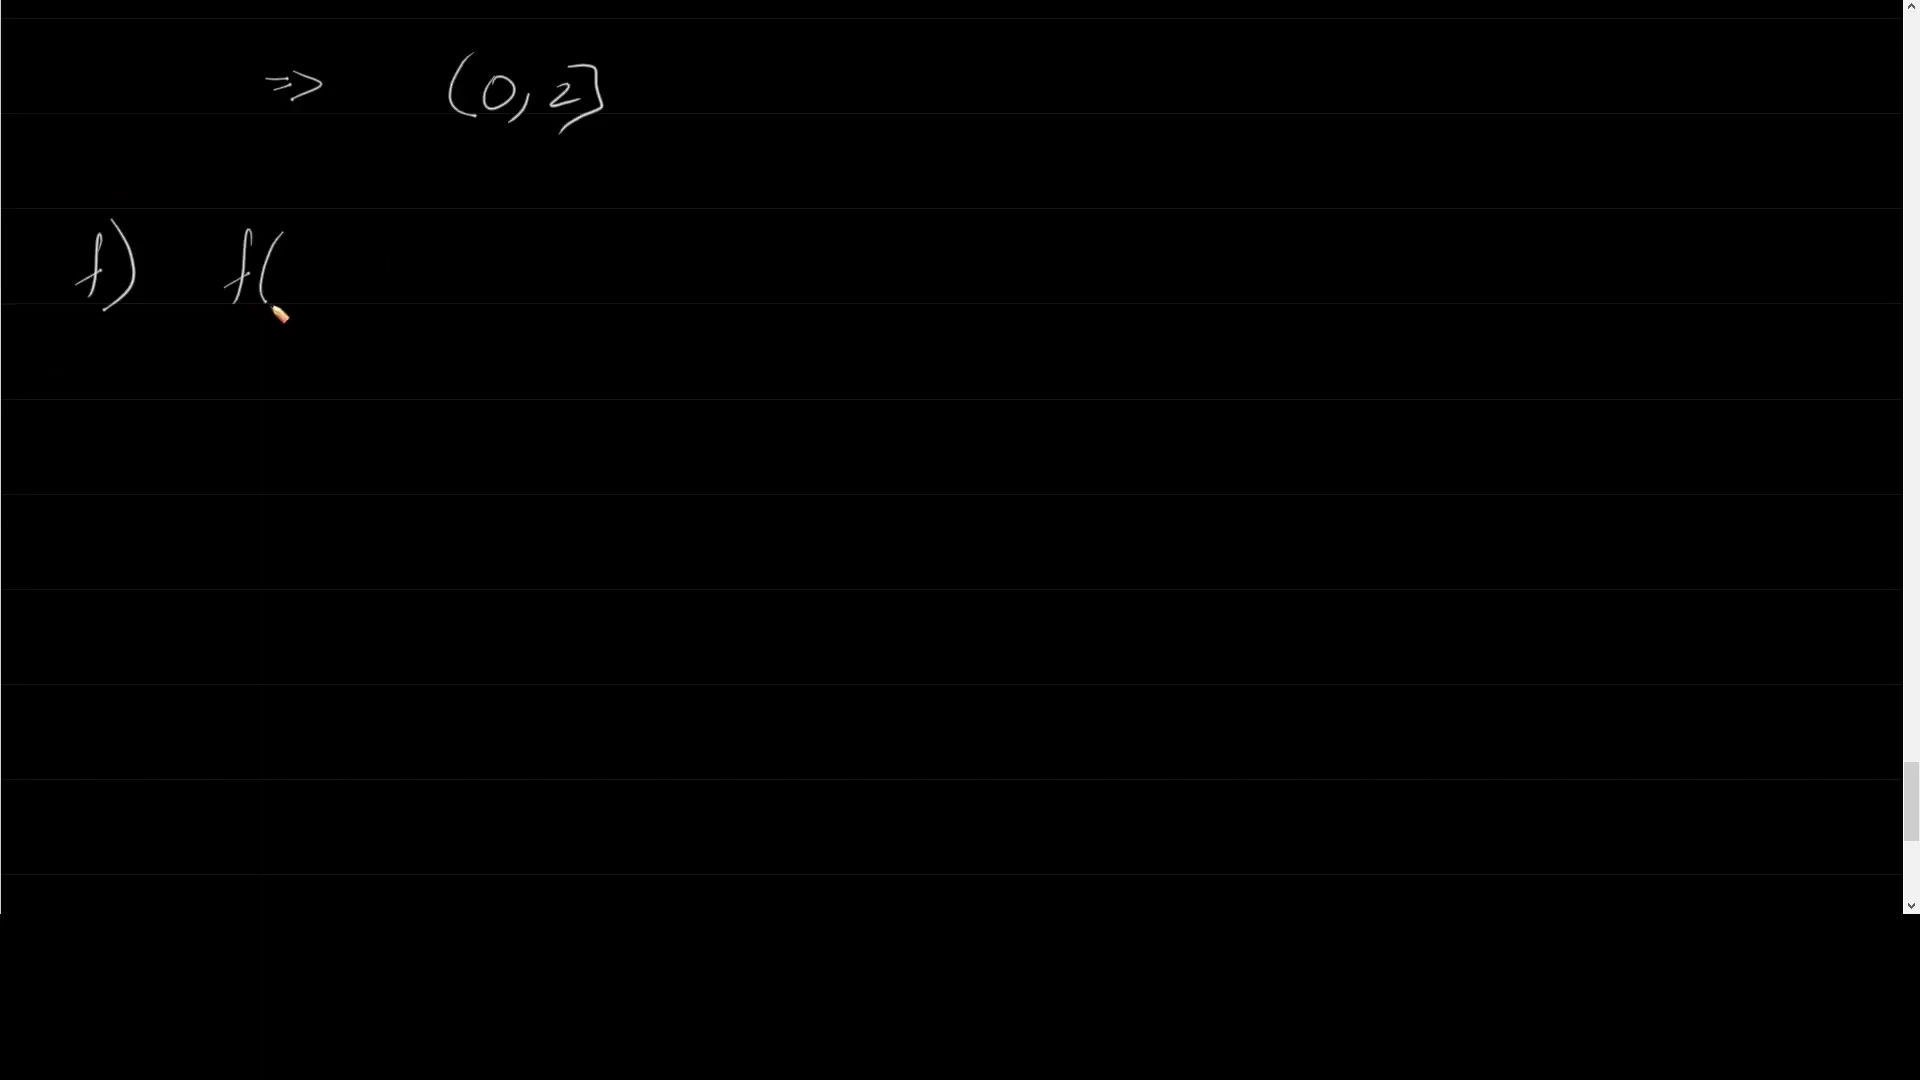 => (0, 2]
f) f(